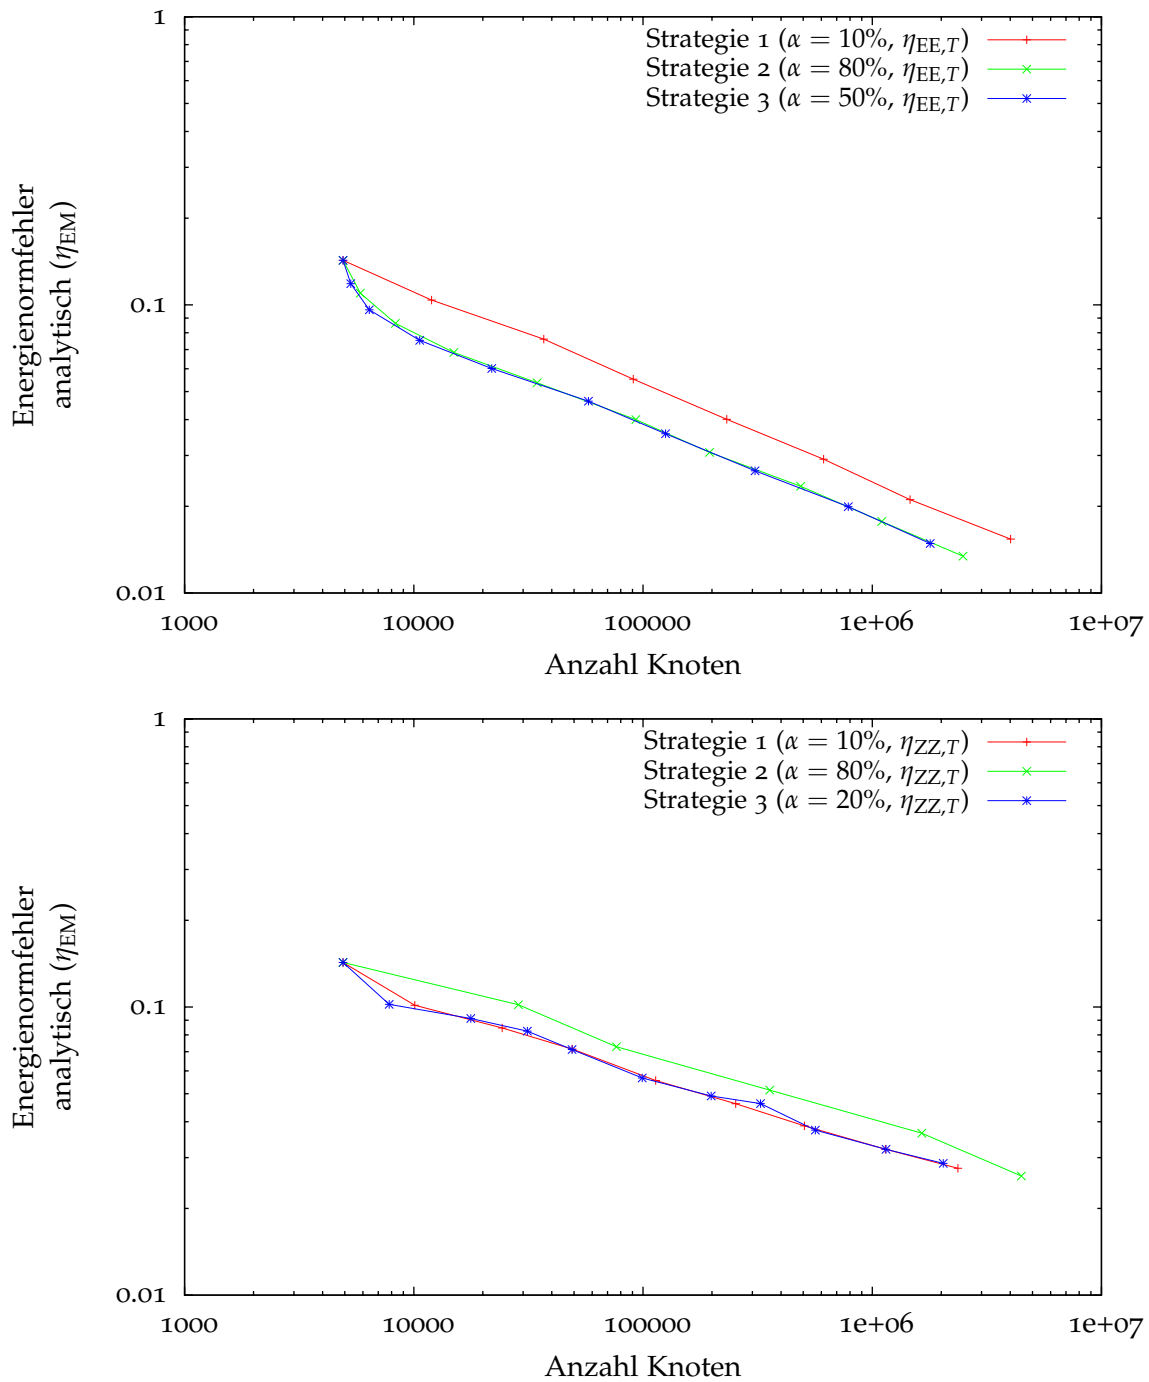 1
Strategie 1 (α = 10%, η_EE,T)
Strategie 2 (α = 80%, η_EE,T)
Strategie 3 (α = 50%, η_EE,T)
Energienormfehler
analytisch (η_EM)
0.1
0.01
1000 10000 100000 1e+06 1e+07
Anzahl Knoten
1
Strategie 1 (α = 10%, η_ZZ,T)
Strategie 2 (α = 80%, η_ZZ,T)
Strategie 3 (α = 20%, η_ZZ,T)
Energienormfehler
analytisch (η_EM)
0.1
0.01
1000 10000 100000 1e+06 1e+07
Anzahl Knoten